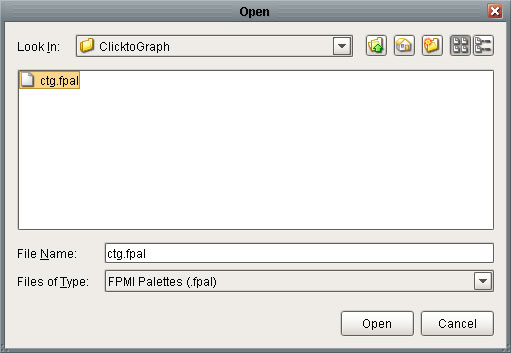 Open
Look In: ClicktoGraph
ctg.fpal
File Name: ctg.fpal
Files of Type: FPMI Palettes (.fpal)
Open Cancel